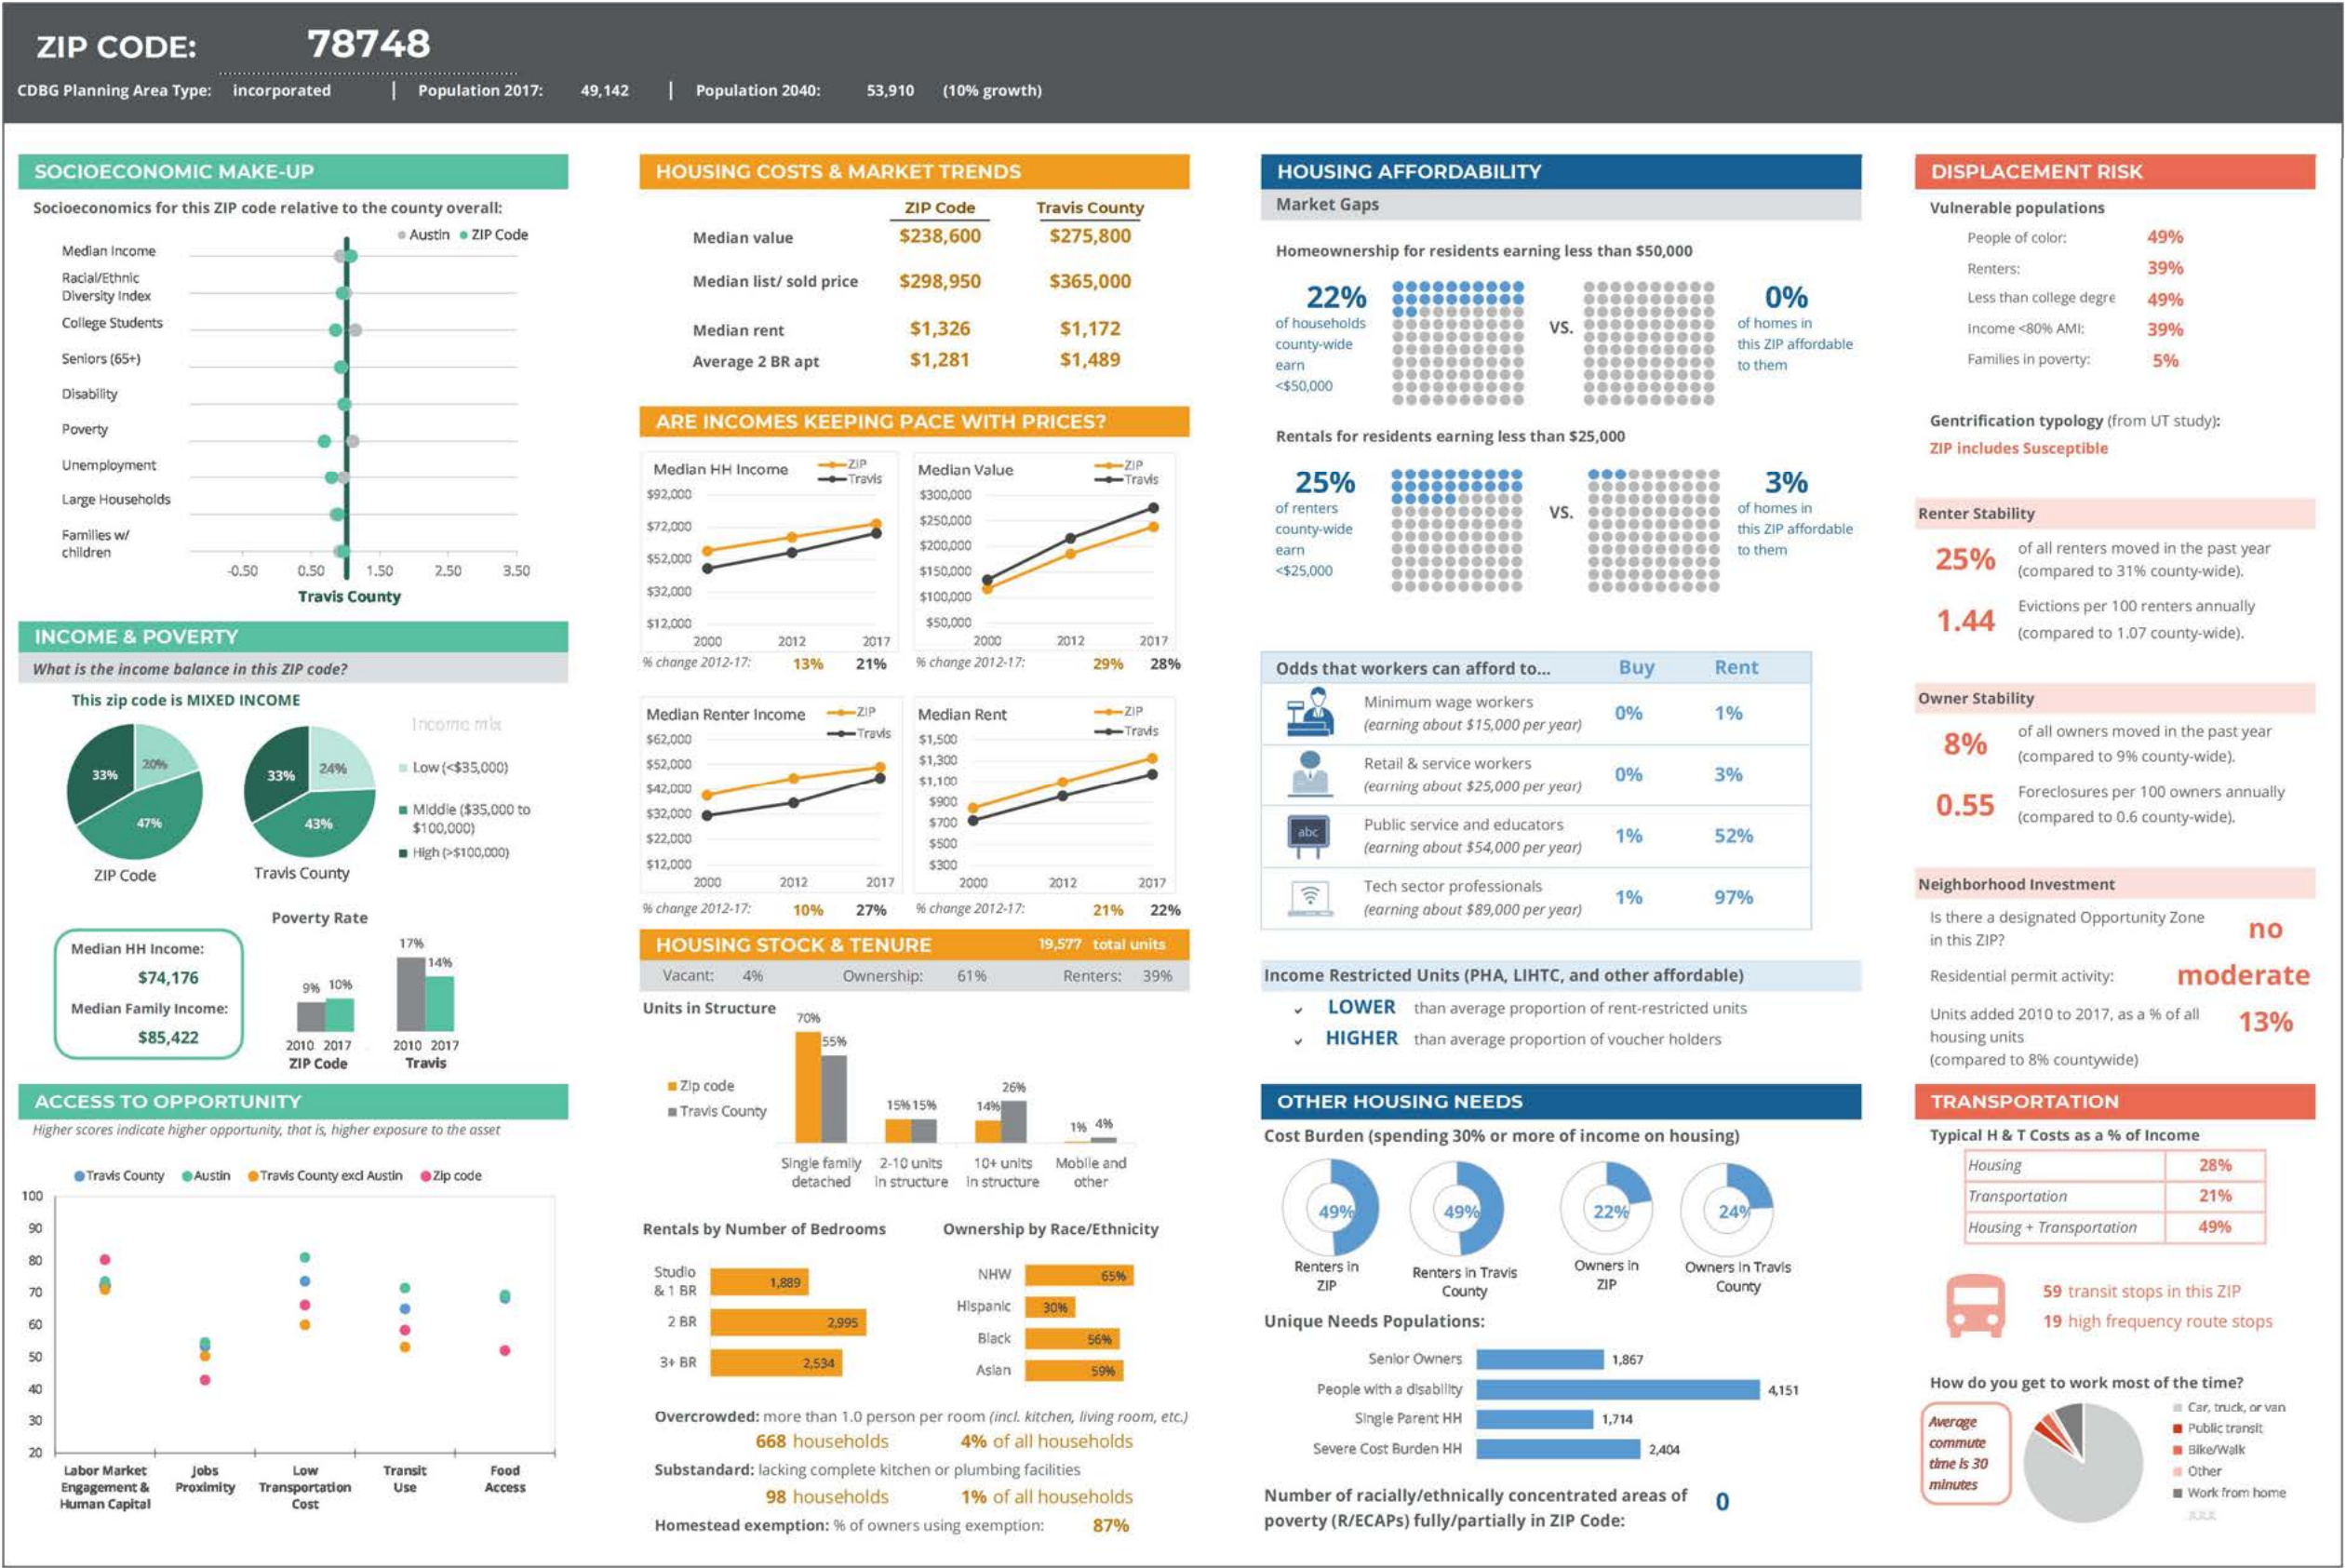 ZIP CODE: 78748
CDBG Planning Area Type: incorporated | Population 2017: 49,142 | Population 2040: 53,910 (10% growth)
SOCIOECONOMIC MAKE-UP
Socioeconomics for this ZIP code relative to the county overall:
Austin ZIP Code
Median Income
Racial/Ethnic
Diversity Index
College Students
Seniors (65+)
Disability
Poverty
Unemployment
Large Households
Families w/
children
-0.50 0.50 1.50 2.50 3.50
Travis County
INCOME & POVERTY
What is the income balance in this ZIP code?
This zip code is MIXED INCOME
Income mix
33% 20% 47%
ZIP Code
33% 24% 43%
Travis County
Low (<$35,000)
Middle ($35,000 to
$100,000)
High (>$100,000)
Median HH Income:
$74,176
Median Family Income:
$85,422
Poverty Rate
9% 10% 17% 14%
2010 2017 2010 2017
ZIP Code Travis
ACCESS TO OPPORTUNITY
Higher scores indicate higher opportunity, that is, higher exposure to the asset
Travis County Austin Travis County excl Austin Zip code
100
90
80
70
60
50
40
30
20
Labor Market
Engagement &
Human Capital
Jobs
Proximity
Low
Transportation
Cost
Transit
Use
Food
Access
HOUSING COSTS & MARKET TRENDS
ZIP Code Travis County
Median value $238,600 $275,800
Median list/ sold price $298,950 $365,000
Median rent $1,326 $1,172
Average 2 BR apt $1,281 $1,489
ARE INCOMES KEEPING PACE WITH PRICES?
Median HH Income ZIP
Travis
$92,000
$72,000
$52,000
$32,000
$12,000
2000 2012 2017
% change 2012-17: 13% 21%
Median Value ZIP
Travis
$300,000
$250,000
$200,000
$150,000
$100,000
$50,000
2000 2012 2017
% change 2012-17: 29% 28%
Median Renter Income ZIP
Travis
$62,000
$52,000
$42,000
$32,000
$22,000
$12,000
2000 2012 2017
% change 2012-17: 10% 27%
Median Rent ZIP
Travis
$1,500
$1,300
$1,100
$900
$700
$500
$300
2000 2012 2017
% change 2012-17: 21% 22%
HOUSING STOCK & TENURE 19,577 total units
Vacant: 4% Ownership: 61% Renters: 39%
Units in Structure
Zip code
Travis County
70% 55%
15% 15%
14% 26%
1% 4%
Single family
detached
2-10 units
in structure
10+ units
in structure
Mobile and
other
Rentals by Number of Bedrooms
Studio
& 1 BR
1,889
2 BR 2,995
3+ BR 2,534
Ownership by Race/Ethnicity
NHW 65%
Hispanic 30%
Black 56%
Asian 59%
Overcrowded: more than 1.0 person per room (incl. kitchen, living room, etc.)
668 households 4% of all households
Substandard: lacking complete kitchen or plumbing facilities
98 households 1% of all households
Homestead exemption: % of owners using exemption: 87%
HOUSING AFFORDABILITY
Market Gaps
Homeownership for residents earning less than $50,000
22%
of households
county-wide
earn
<$50,000
VS.
0%
of homes in
this ZIP affordable
to them
Rentals for residents earning less than $25,000
25%
of renters
county-wide
earn
<$25,000
VS.
3%
of homes in
this ZIP affordable
to them
Odds that workers can afford to... Buy Rent
Minimum wage workers
(earning about $15,000 per year)
0% 1%
Retail & service workers
(earning about $25,000 per year)
0% 3%
abc
Public service and educators
(earning about $54,000 per year)
1% 52%
Tech sector professionals
(earning about $89,000 per year)
1% 97%
Income Restricted Units (PHA, LIHTC, and other affordable)
LOWER than average proportion of rent-restricted units
HIGHER than average proportion of voucher holders
OTHER HOUSING NEEDS
Cost Burden (spending 30% or more of income on housing)
49% 49% 22% 24%
Renters in
ZIP
Renters in Travis
County
Owners in
ZIP
Owners in Travis
County
Unique Needs Populations:
Senior Owners 1,867
People with a disability 4,151
Single Parent HH 1,714
Severe Cost Burden HH 2,404
Number of racially/ethnically concentrated areas of
poverty (R/ECAPs) fully/partially in ZIP Code: 0
DISPLACEMENT RISK
Vulnerable populations
People of color: 49%
Renters: 39%
Less than college degre 49%
Income <80% AMI: 39%
Families in poverty: 5%
Gentrification typology (from UT study):
ZIP includes Susceptible
Renter Stability
25% of all renters moved in the past year
(compared to 31% county-wide).
1.44 Evictions per 100 renters annually
(compared to 1.07 county-wide).
Owner Stability
8% of all owners moved in the past year
(compared to 9% county-wide).
0.55 Foreclosures per 100 owners annually
(compared to 0.6 county-wide).
Neighborhood Investment
Is there a designated Opportunity Zone
in this ZIP? no
Residential permit activity: moderate
Units added 2010 to 2017, as a % of all
housing units 13%
(compared to 8% countywide)
TRANSPORTATION
Typical H & T Costs as a % of Income
Housing 28%
Transportation 21%
Housing + Transportation 49%
59 transit stops in this ZIP
19 high frequency route stops
How do you get to work most of the time?
Average
commute
time is 30
minutes
Car, truck, or van
Public transit
Bike/Walk
Other
Work from home